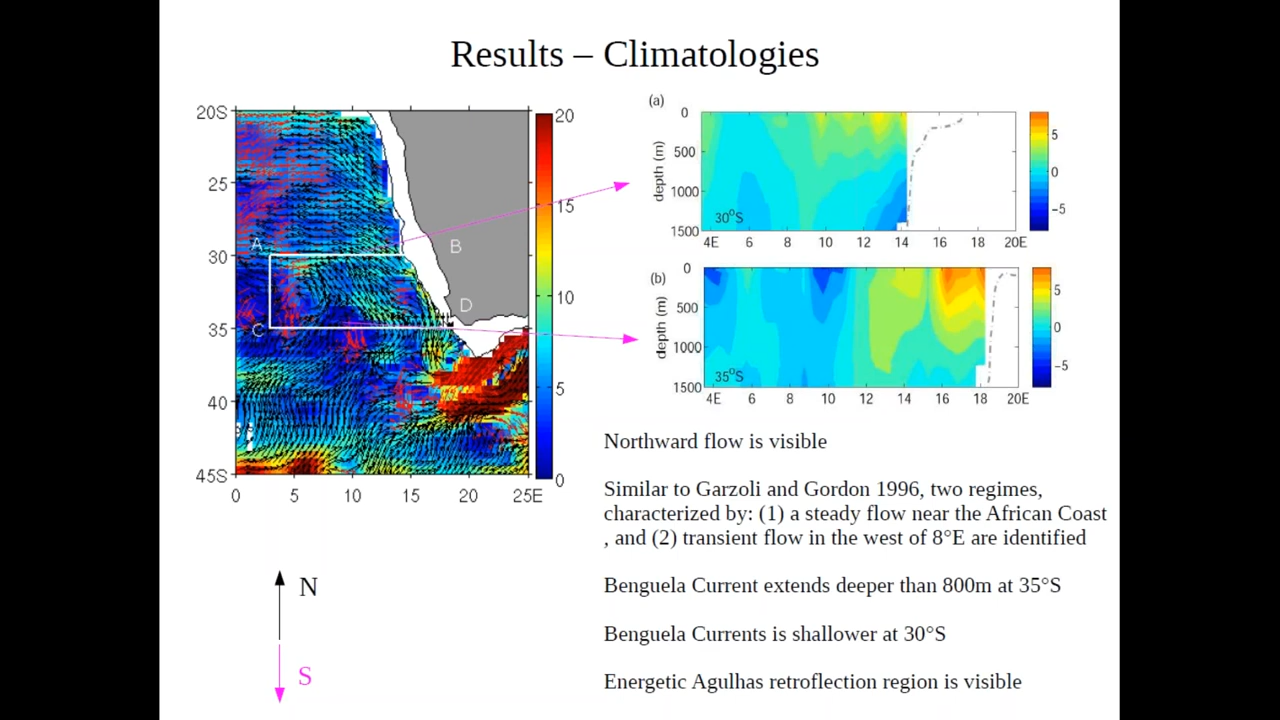 Results – Climatologies
20S
25
30
35
40
45S
0
5
10
15
20
25E
A
B
C
D
20
15
10
5
0
(a)
depth (m)
0
500
1000
1500
30°S
4E
6
8
10
12
14
16
18
20E
5
0
−5
(b)
depth (m)
0
500
1000
1500
35°S
4E
6
8
10
12
14
16
18
20E
5
0
−5
Northward flow is visible
Similar to Garzoli and Gordon 1996, two regimes,
characterized by: (1) a steady flow near the African Coast
, and (2) transient flow in the west of 8°E are identified
Benguela Current extends deeper than 800m at 35°S
Benguela Currents is shallower at 30°S
Energetic Agulhas retroflection region is visible
N
S